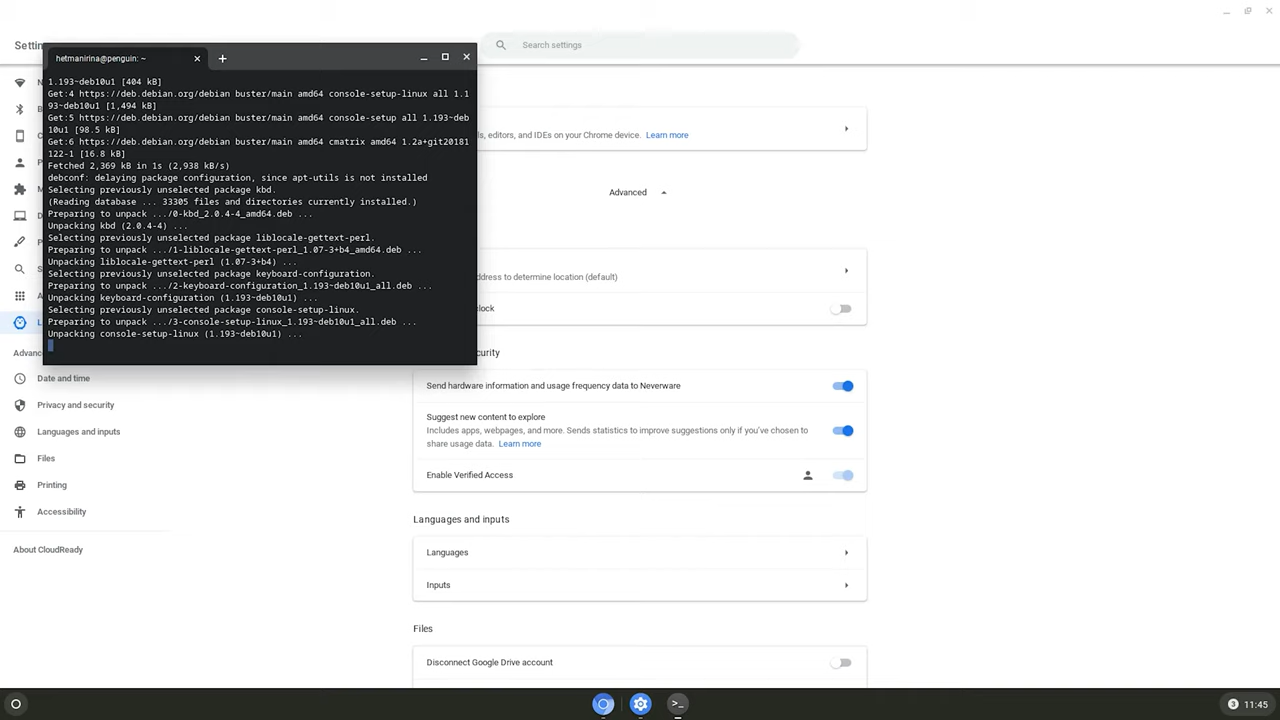 Search settings
hetmanirina@penguin: ~
1.193~deb10u1 [404 kB]
Get:4 https://deb.debian.org/debian buster/main amd64 console-setup-linux all 1.1
93~deb10u1 [1,494 kB]
Get:5 https://deb.debian.org/debian buster/main amd64 console-setup all 1.193~deb
10u1 [98.5 kB]
Get:6 https://deb.debian.org/debian buster/main amd64 cmatrix amd64 1.2a+git20181
122-1 [16.8 kB]
Fetched 2,369 kB in 1s (2,938 kB/s)
debconf: delaying package configuration, since apt-utils is not installed
Selecting previously unselected package kbd.
(Reading database ... 33305 files and directories currently installed.)
Preparing to unpack .../0-kbd_2.0.4-4_amd64.deb ...
Unpacking kbd (2.0.4-4) ...
Selecting previously unselected package liblocale-gettext-perl.
Preparing to unpack .../1-liblocale-gettext-perl_1.07-3+b4_amd64.deb ...
Unpacking liblocale-gettext-perl (1.07-3+b4) ...
Selecting previously unselected package keyboard-configuration.
Preparing to unpack .../2-keyboard-configuration_1.193~deb10u1_all.deb ...
Unpacking keyboard-configuration (1.193~deb10u1) ...
Selecting previously unselected package console-setup-linux.
Preparing to unpack .../3-console-setup-linux_1.193~deb10u1_all.deb ...
Unpacking console-setup-linux (1.193~deb10u1) ...
Date and time
Privacy and security
Languages and inputs
Files
Printing
Accessibility
About CloudReady
ls, editors, and IDEs on your Chrome device. Learn more
Advanced
address to determine location (default)
clock
Send hardware information and usage frequency data to Neverware
Suggest new content to explore
Includes apps, webpages, and more. Sends statistics to improve suggestions only if you've chosen to
share usage data. Learn more
Enable Verified Access
Languages and inputs
Languages
Inputs
Files
Disconnect Google Drive account
3 11:45